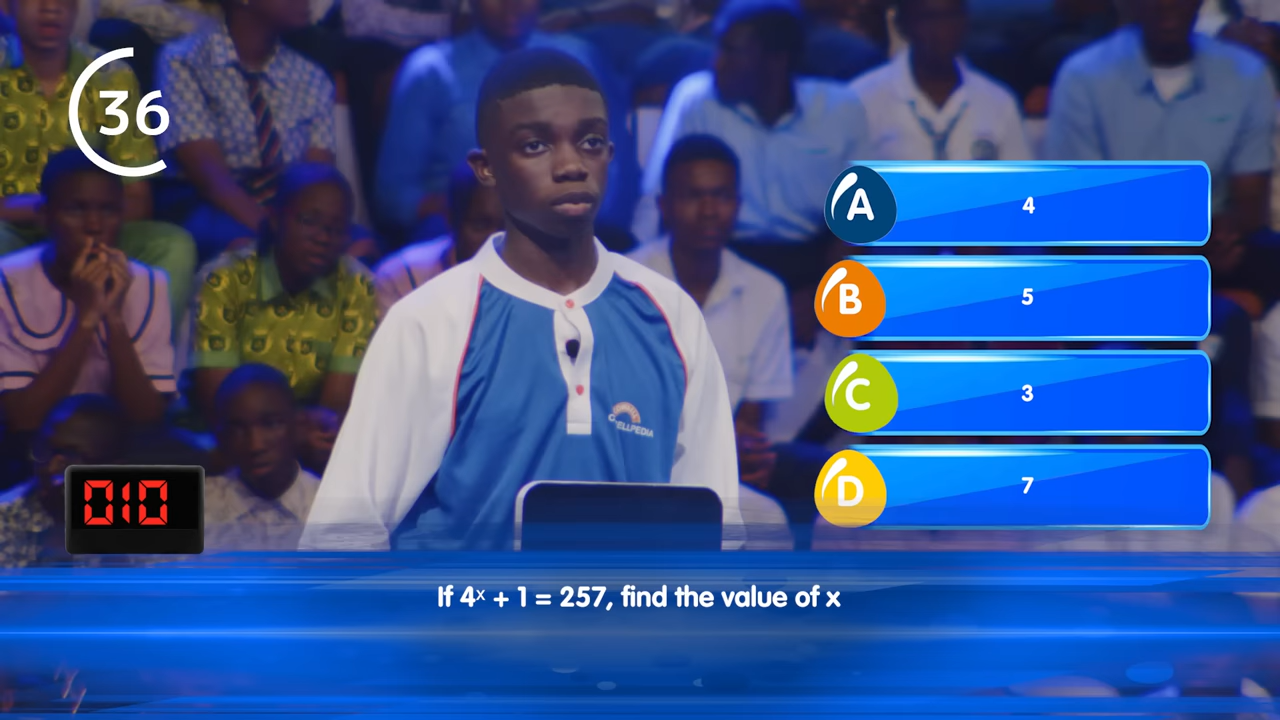 36
A 4
B 5
C 3
D 7
010
If 4ˣ + 1 = 257, find the value of x